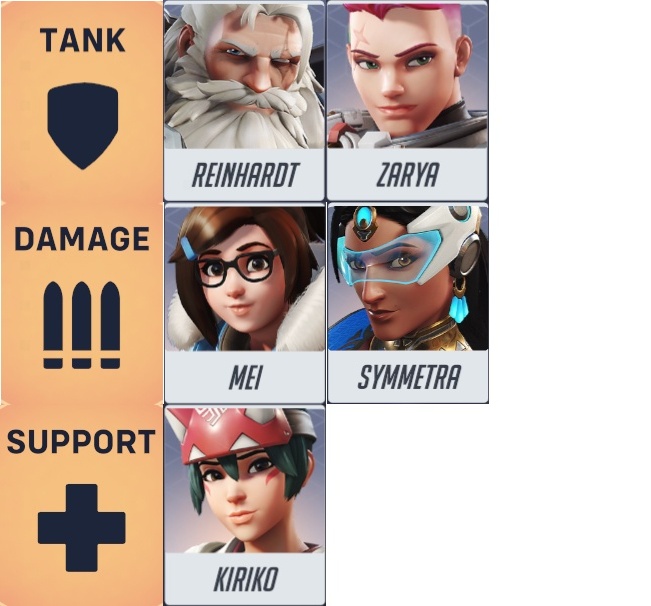 TANK
REINHARDT
ZARYA
DAMAGE
MEI
SYMMETRA
SUPPORT
KIRIKO